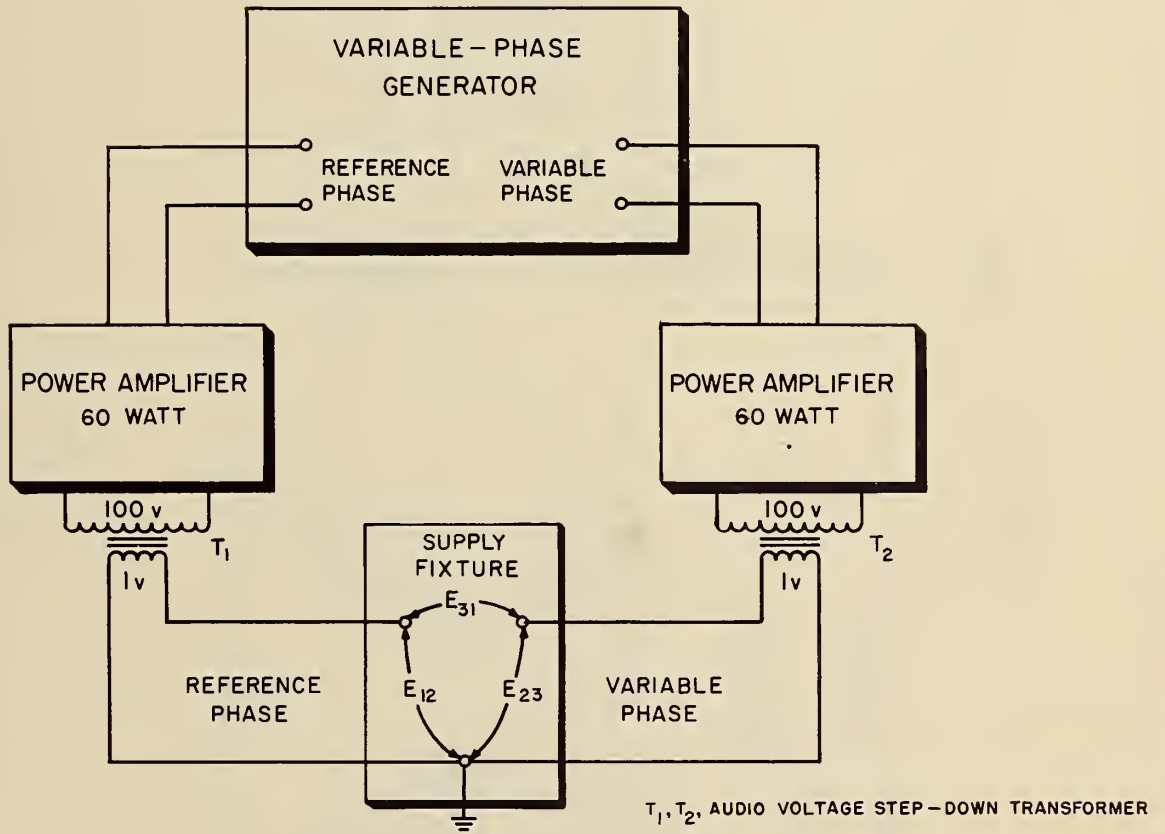 VARIABLE-PHASE
GENERATOR
REFERENCE
PHASE
VARIABLE
PHASE
POWER AMPLIFIER
60 WATT
POWER AMPLIFIER
60 WATT
100 v
T₁
1v
100 v
T₂
1v
SUPPLY
FIXTURE
E₃₁
E₁₂
E₂₃
REFERENCE
PHASE
VARIABLE
PHASE
T₁, T₂, AUDIO VOLTAGE STEP-DOWN TRANSFORMER